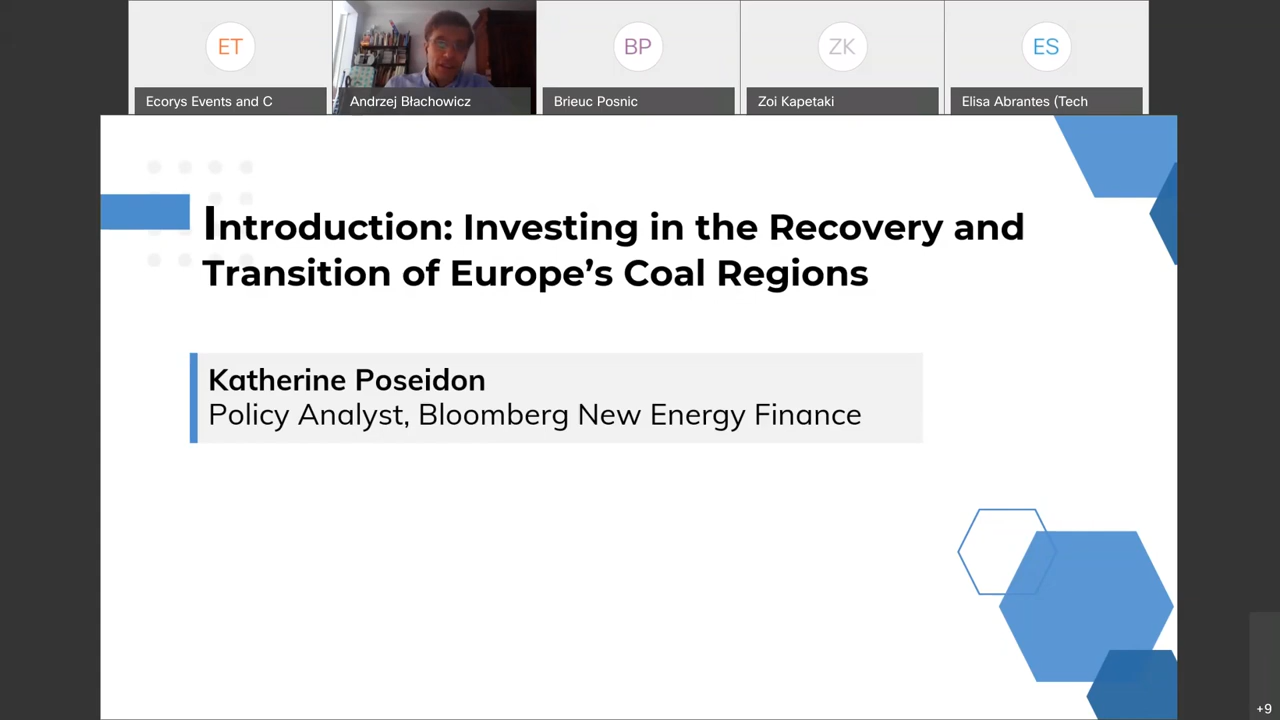 ET
BP
ZK
ES
Ecorys Events and C
Andrzej Błachowicz
Brieuc Posnic
Zoi Kapetaki
Elisa Abrantes (Tech
Introduction: Investing in the Recovery and
Transition of Europe’s Coal Regions
Katherine Poseidon
Policy Analyst, Bloomberg New Energy Finance
+9